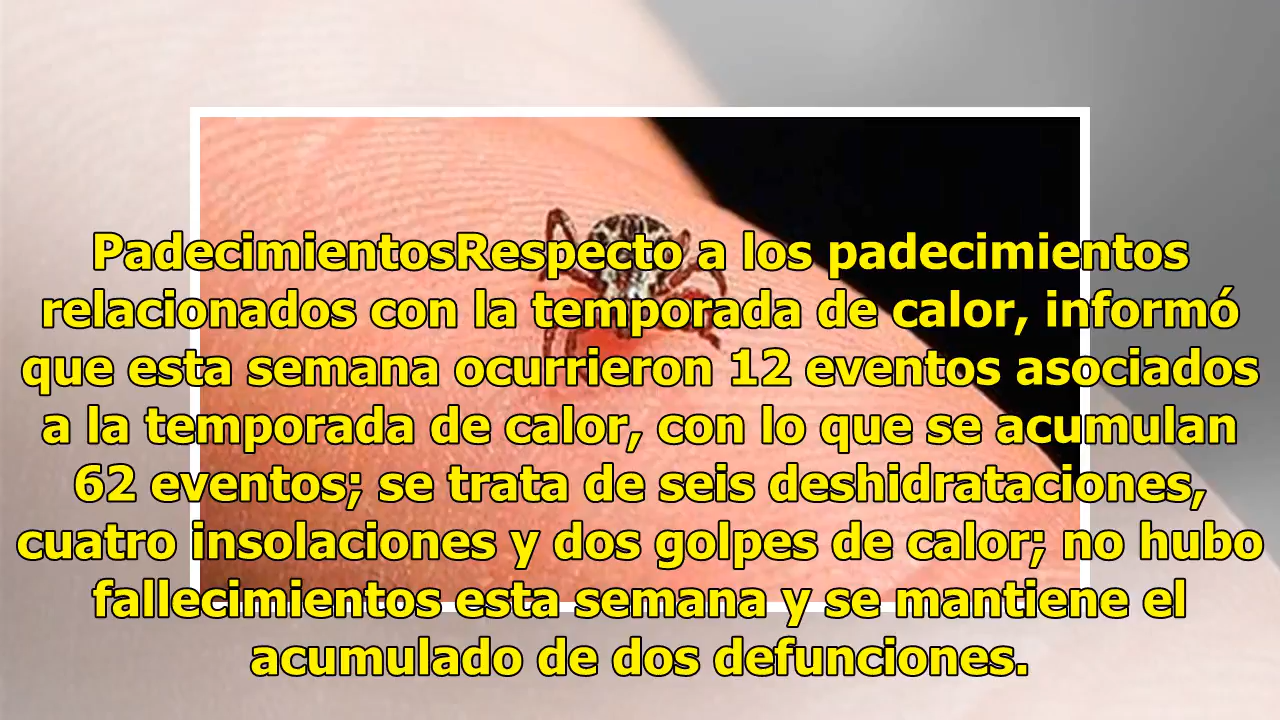 PadecimientosRespecto a los padecimientos
relacionados con la temporada de calor, informó
que esta semana ocurrieron 12 eventos asociados
a la temporada de calor, con lo que se acumulan
62 eventos; se trata de seis deshidrataciones,
cuatro insolaciones y dos golpes de calor; no hubo
fallecimientos esta semana y se mantiene el
acumulado de dos defunciones.